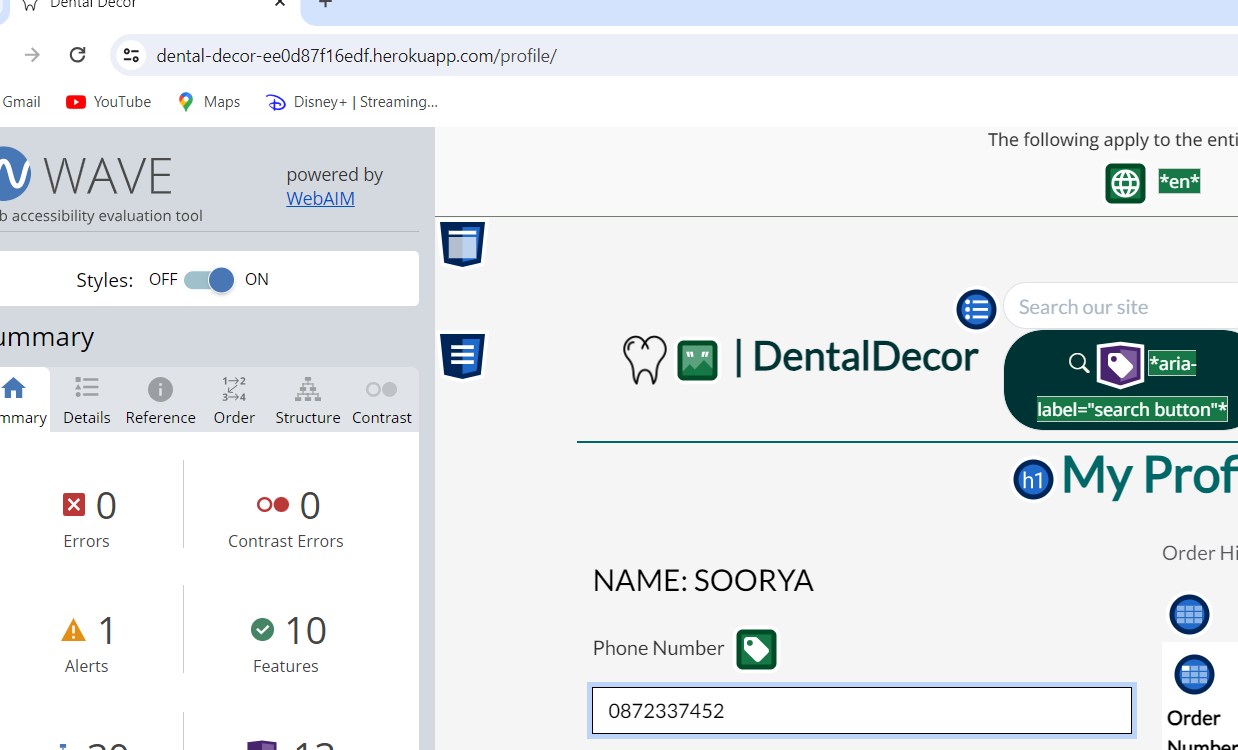 Dental Decor
dental-decor-ee0d87f16edf.herokuapp.com/profile/
Gmail YouTube Maps Disney+ | Streaming...
WAVE
powered by
WebAIM
b accessibility evaluation tool
Styles: OFF ON
ummary
mmary Details Reference Order Structure Contrast
0 Errors
0 Contrast Errors
1 Alerts
10 Features
The following apply to the enti
*en*
Search our site
| DentalDecor
*aria-
label="search button"*
h1 My Prof
NAME: SOORYA
Phone Number
0872337452
Order Hi
Order
Number